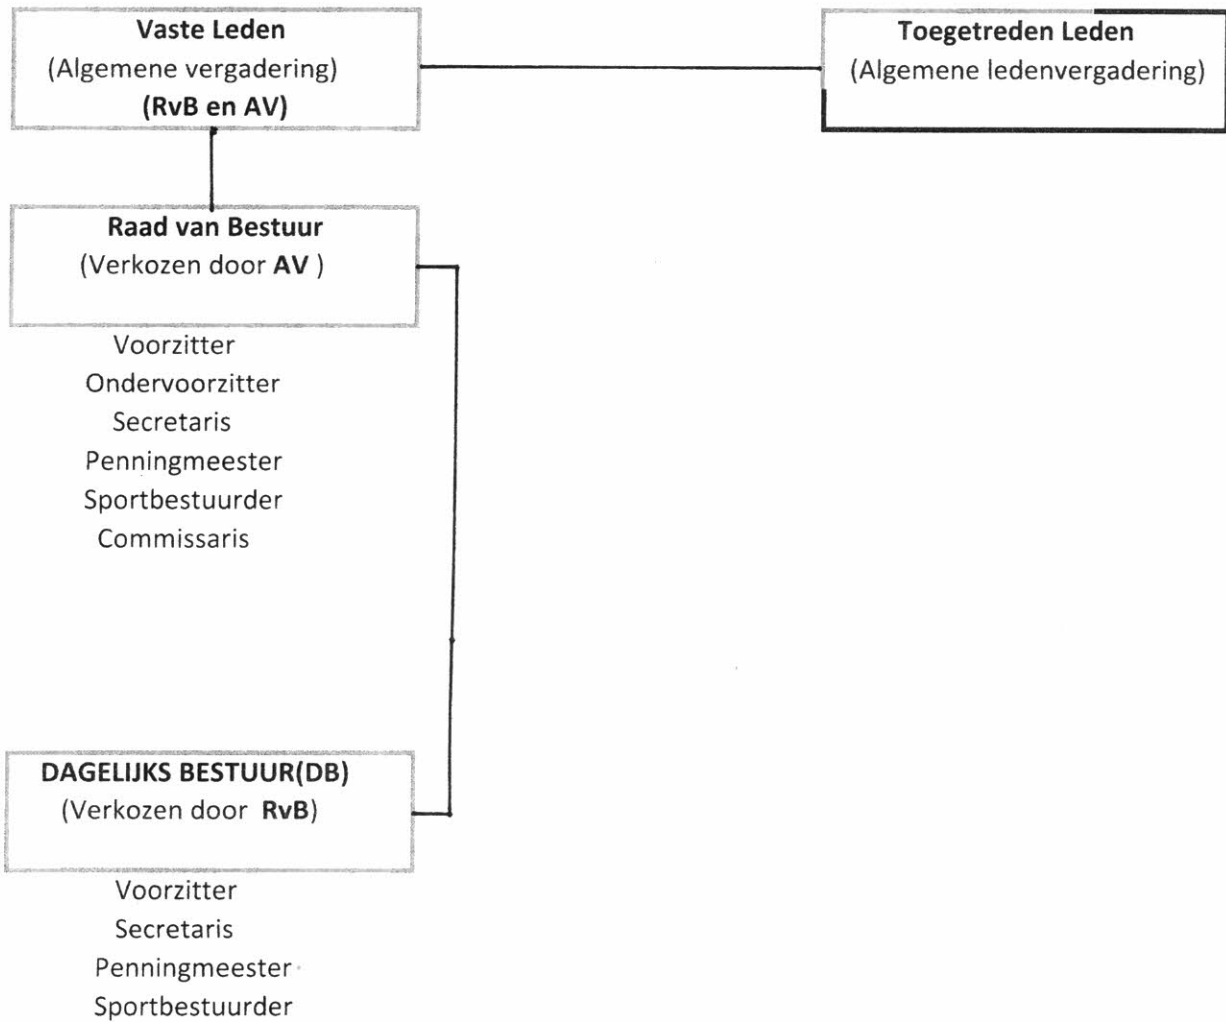 Vaste Leden
(Algemene vergadering)
(RvB en AV)
Toegetreden Leden
(Algemene ledenvergadering)
Raad van Bestuur
(Verkozen door AV )
Voorzitter
Ondervoorzitter
Secretaris
Penningmeester
Sportbestuurder
Commissaris
DAGELIJKS BESTUUR(DB)
(Verkozen door RvB)
Voorzitter
Secretaris
Penningmeester
Sportbestuurder